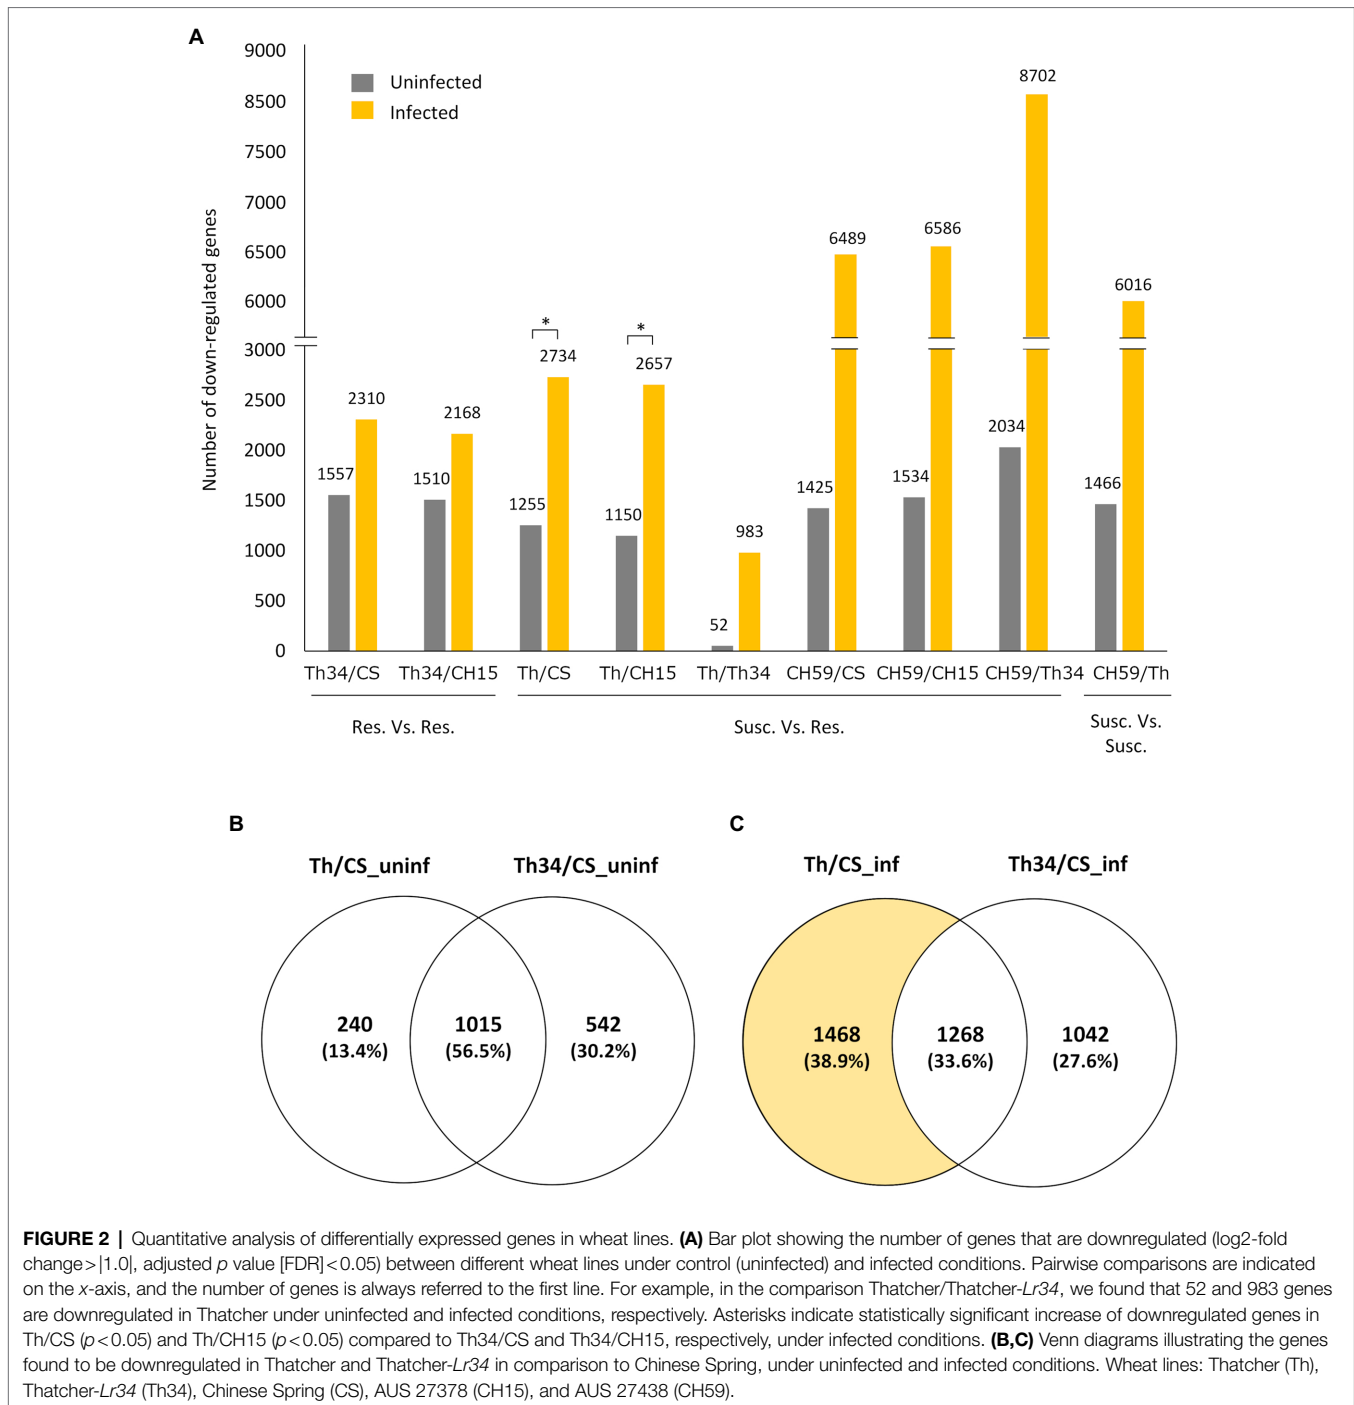 A
9000
8500
7500
7000
6500
6000
3000
2500
2000
1500
1000
500
0
Number of down-regulated genes
Uninfected
Infected
1557
2310
1510
2168
1255
2734
*
1150
2657
*
52
983
1425
6489
1534
6586
2034
8702
1466
6016
Th34/CS
Th34/CH15
Th/CS
Th/CH15
Th/Th34
CH59/CS
CH59/CH15
CH59/Th34
CH59/Th
Res. Vs. Res.
Susc. Vs. Res.
Susc. Vs.
Susc.
B
Th/CS_uninf
Th34/CS_uninf
240
(13.4%)
1015
(56.5%)
542
(30.2%)
C
Th/CS_inf
Th34/CS_inf
1468
(38.9%)
1268
(33.6%)
1042
(27.6%)
FIGURE 2 | Quantitative analysis of differentially expressed genes in wheat lines. (A) Bar plot showing the number of genes that are downregulated (log2-fold
change>|1.0|, adjusted p value [FDR]<0.05) between different wheat lines under control (uninfected) and infected conditions. Pairwise comparisons are indicated
on the x-axis, and the number of genes is always referred to the first line. For example, in the comparison Thatcher/Thatcher-Lr34, we found that 52 and 983 genes
are downregulated in Thatcher under uninfected and infected conditions, respectively. Asterisks indicate statistically significant increase of downregulated genes in
Th/CS (p<0.05) and Th/CH15 (p<0.05) compared to Th34/CS and Th34/CH15, respectively, under infected conditions. (B,C) Venn diagrams illustrating the genes
found to be downregulated in Thatcher and Thatcher-Lr34 in comparison to Chinese Spring, under uninfected and infected conditions. Wheat lines: Thatcher (Th),
Thatcher-Lr34 (Th34), Chinese Spring (CS), AUS 27378 (CH15), and AUS 27438 (CH59).